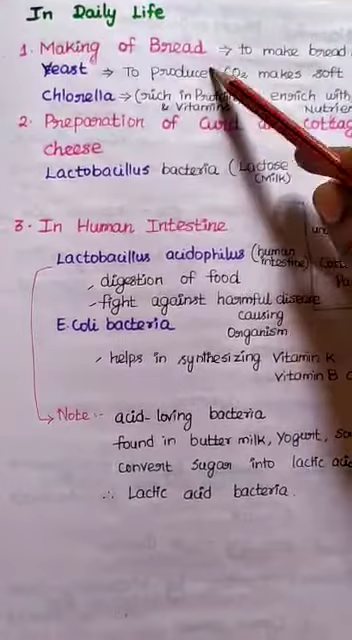 In Daily Life
1. Making of Bread → to make bread
Yeast ⇒ To produce CO2 makes soft
Chlorella → (rich in Protein enrich with
& Vitamins Nutrien
2. Preparation of Curd cottag
cheese
Lactobacillus bacteria (Lactose
(Milk)
3. In Human Intestine
Lactobacillus acidophilus (human
intestine)
digestion of food
fight against harmful disease
causing
Organism
E.Coli bacteria
helps in synthesizing Vitamin K
Vitamin B
Note :- acid-loving bacteria
found in butter milk, yogurt,
convert sugar into lactic acid
∴ Lactic acid bacteria.